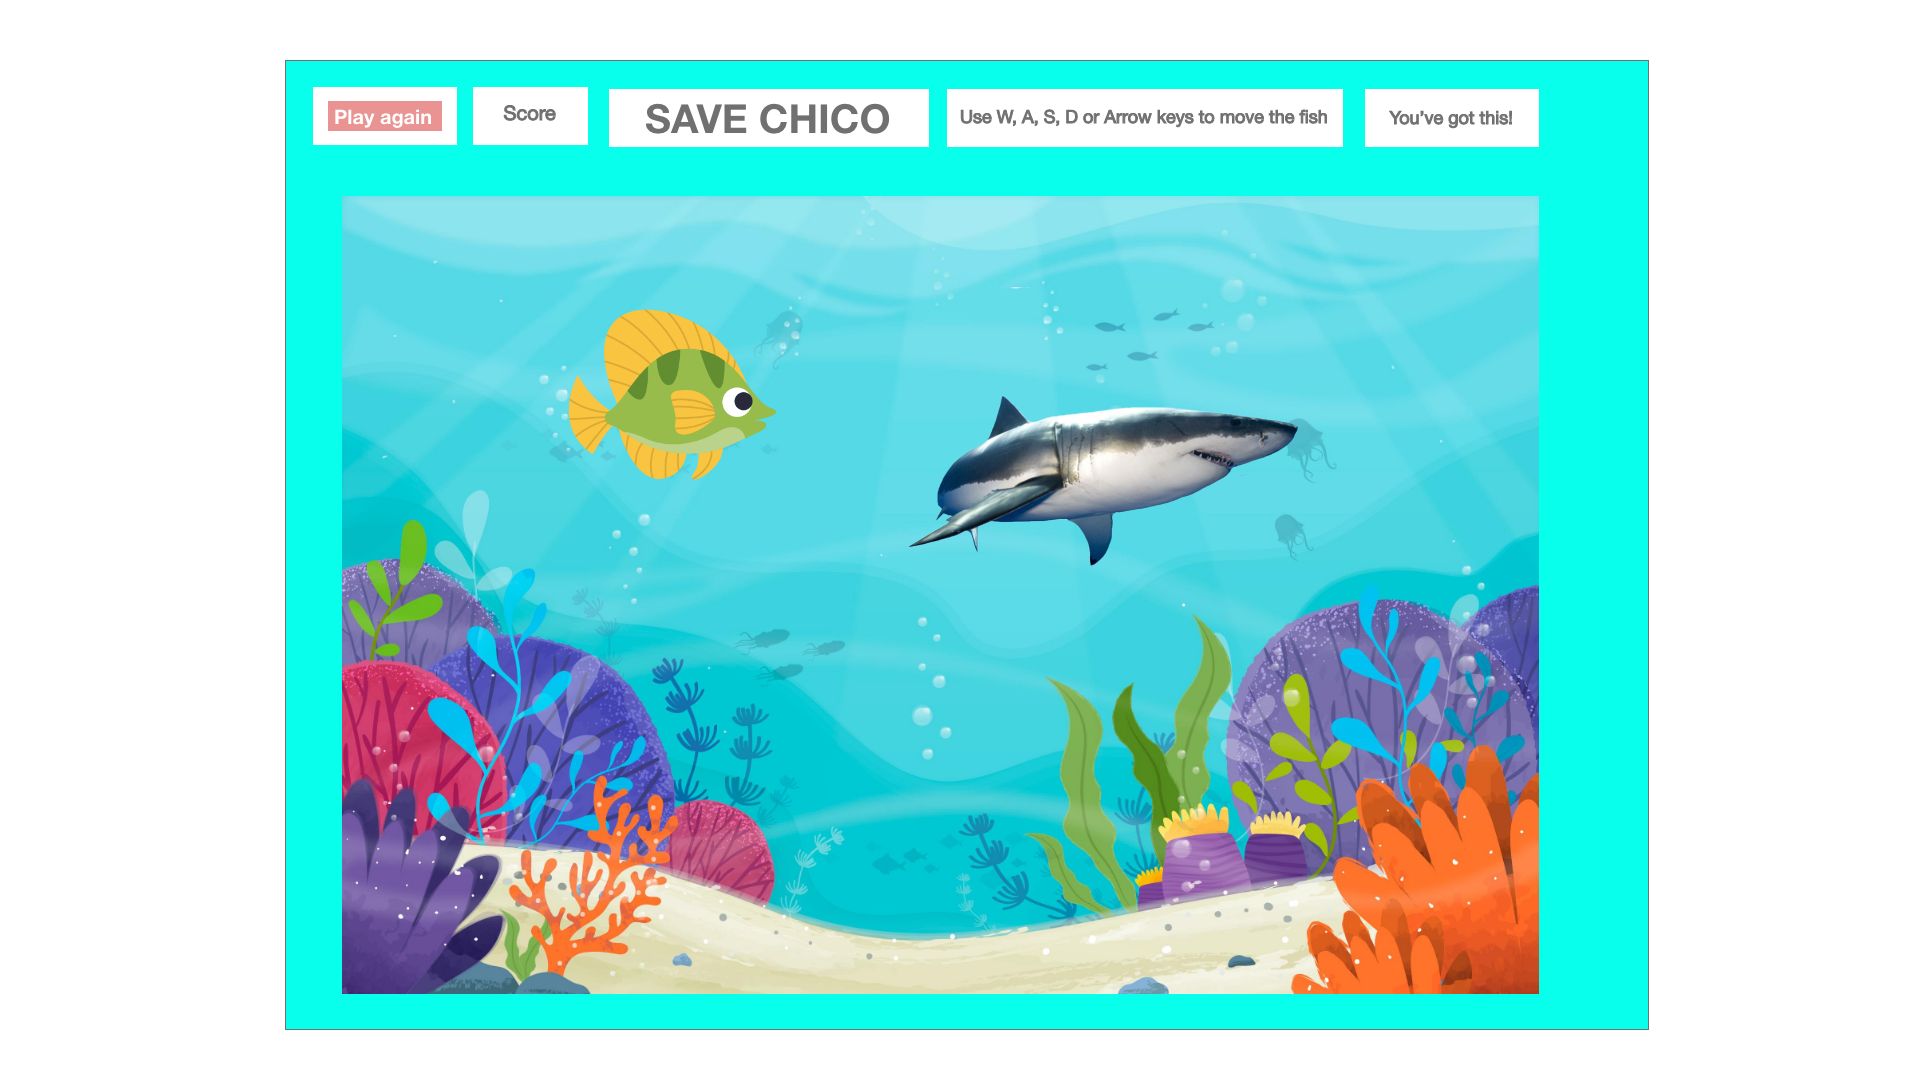 Play again
Score
SAVE CHICO
Use W, A, S, D or Arrow keys to move the fish
You've got this!